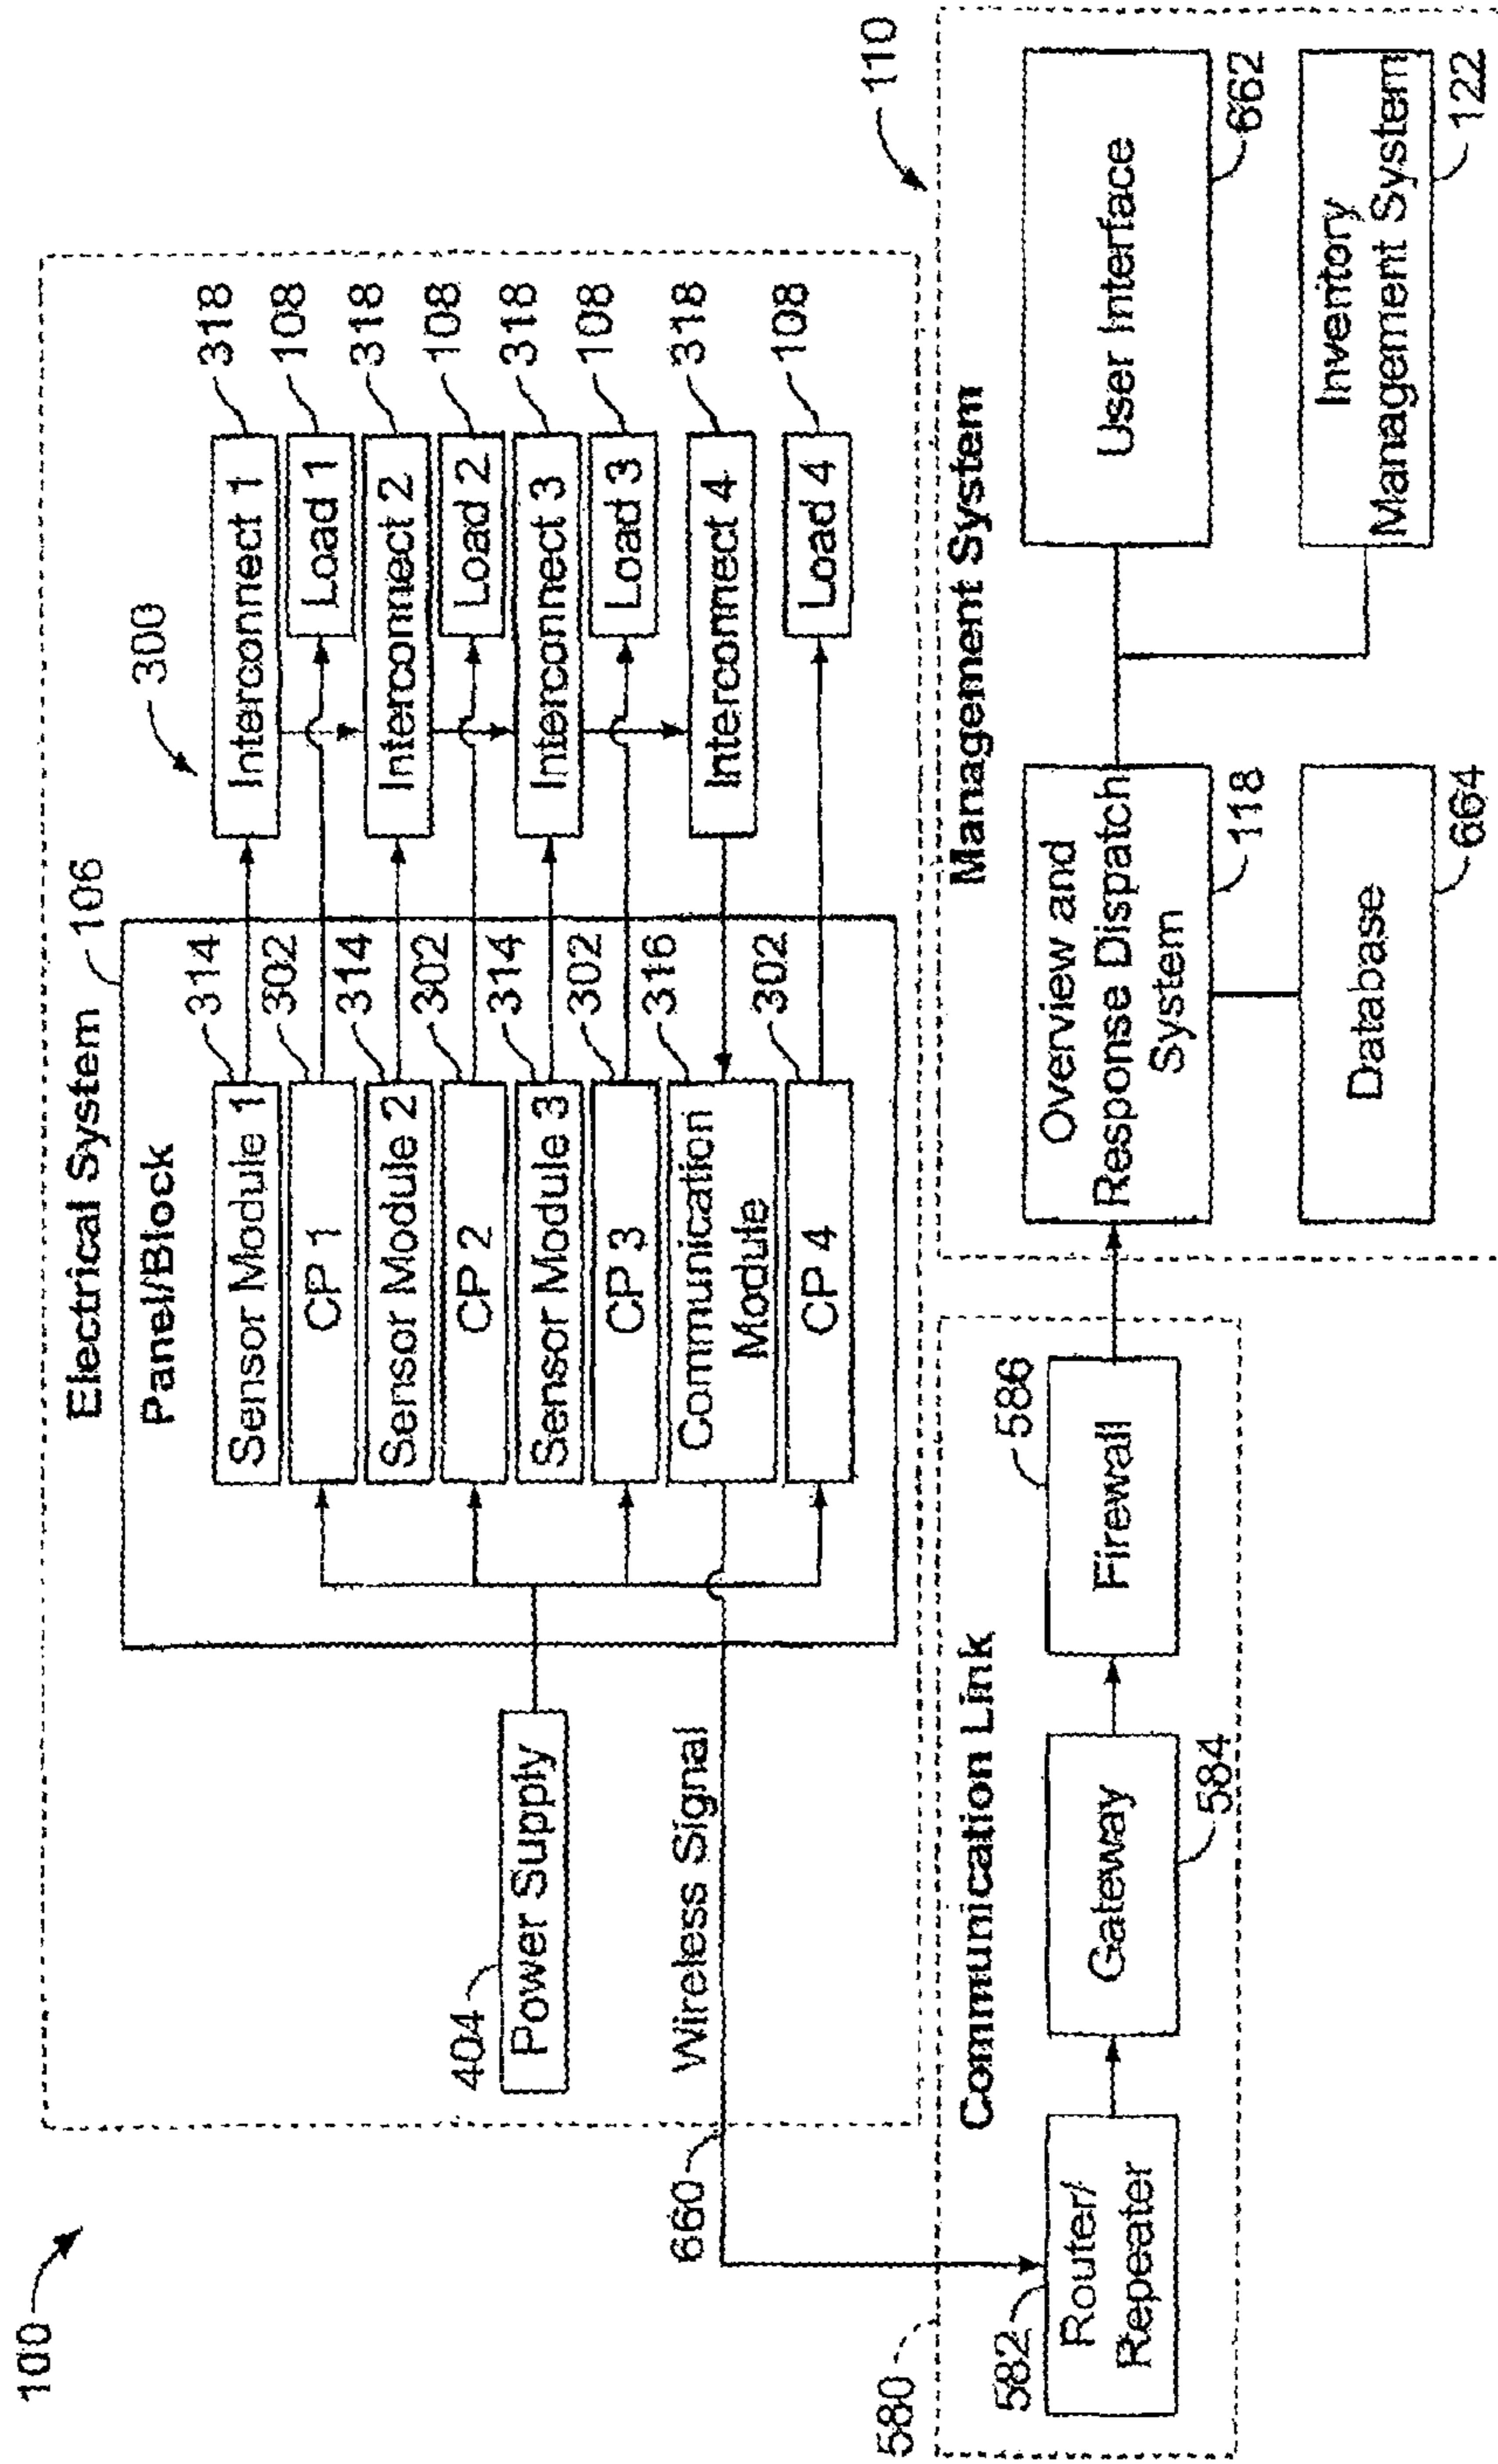 100
Electrical System
106
300
Panel/Block
Sensor Module 1
314
Interconnect 1
318
CP 1
302
Load 1
108
Sensor Module 2
314
Interconnect 2
318
CP 2
302
Load 2
108
404
Power Supply
Sensor Module 3
314
Interconnect 3
318
CP 3
302
Load 3
108
Wireless Signal
660
Communication
Module
316
Interconnect 4
318
CP 4
302
Load 4
108
580
Communication Link
582
Router/
Repeater
Gateway
584
Firewall
586
110
Management System
Overview and
Response Dispatch
System
118
User Interface
662
Database
664
Inventory
Management System
122